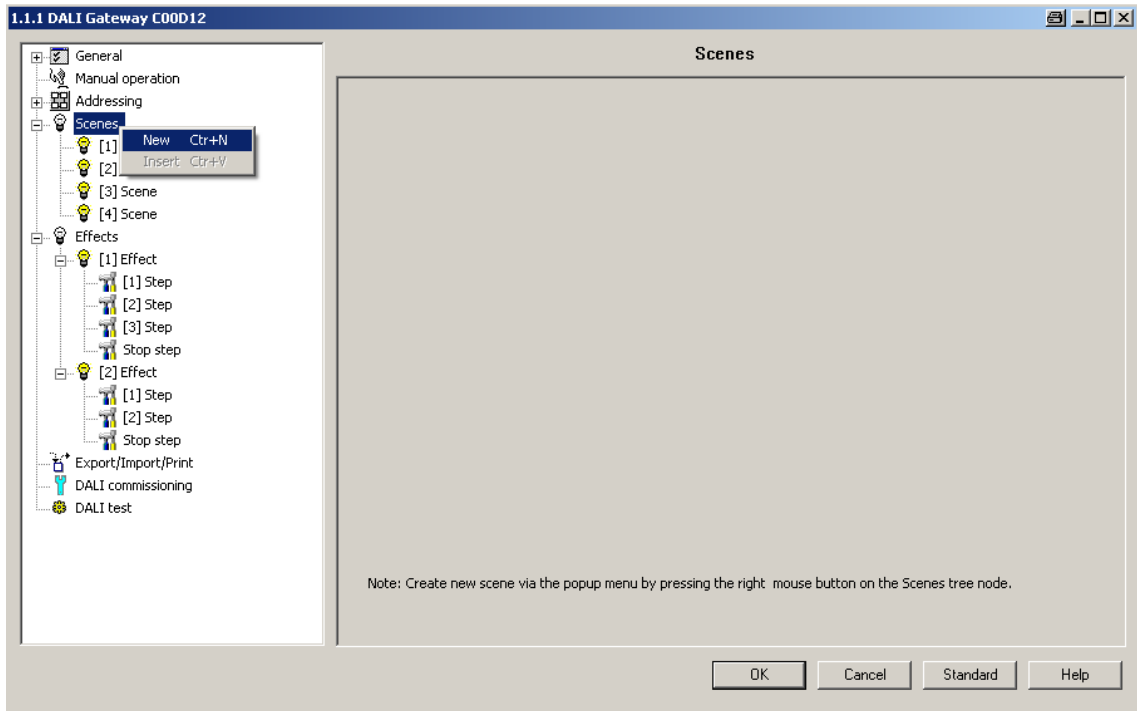 1.1.1 DALI Gateway C00D12
General
Manual operation
Addressing
Scenes
[1]
[2]
[3] Scene
[4] Scene
New Ctr+N
Insert Ctr+V
Effects
[1] Effect
[1] Step
[2] Step
[3] Step
Stop step
[2] Effect
[1] Step
[2] Step
Stop step
Export/Import/Print
DALI commissioning
DALI test
Scenes
Note: Create new scene via the popup menu by pressing the right mouse button on the Scenes tree node.
OK Cancel Standard Help